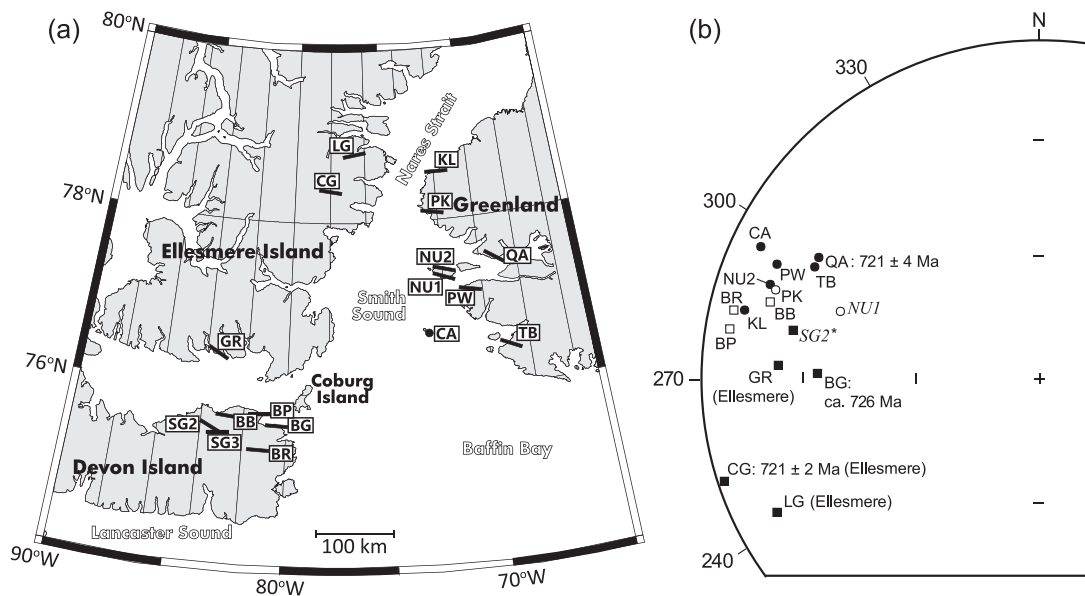 (a)
80°N
78°N
76°N
90°W
80°W
70°W
Nares Strait
LG
KL
CG
PK
Greenland
Ellesmere Island
NU2
QA
NU1
PW
Smith
Sound
CA
TB
GR
Coburg
Island
BP
SG2
BB
BG
SG3
BR
Devon Island
Baffin Bay
Lancaster Sound
100 km
(b)
N
330
300
CA
QA: 721 ± 4 Ma
PW
TB
NU2
PK
BR
BB
NU1
KL
SG2*
BP
270
GR
(Ellesmere)
BG:
ca. 726 Ma
CG: 721 ± 2 Ma (Ellesmere)
LG (Ellesmere)
240